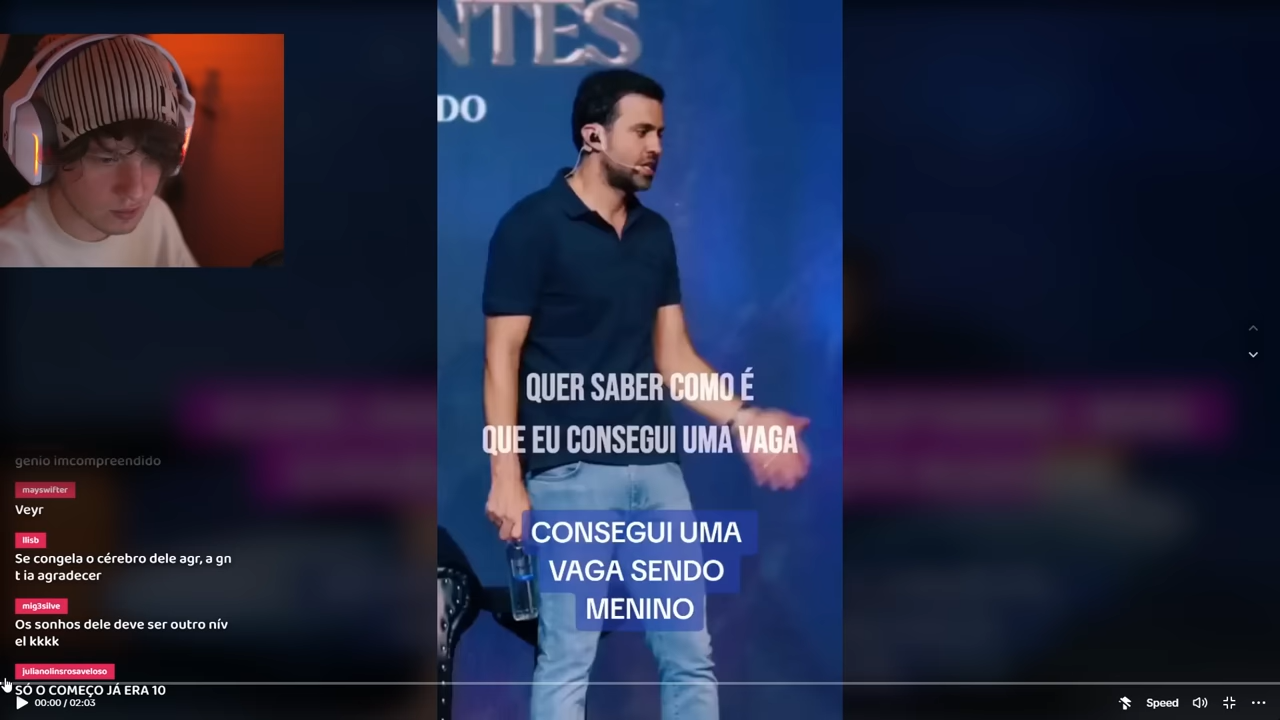 NTES
DO
QUER SABER COMO É
QUE EU CONSEGUI UMA VAGA
CONSEGUI UMA
VAGA SENDO
MENINO
genio imcompreendido
mayswifter
Veyr
llisb
Se congela o cérebro dele agr, a gn
t ia agradecer
mig3silve
Os sonhos dele deve ser outro nív
el kkkk
julianolinsrosaveloso
SÓ O COMEÇO JÁ ERA 10
00:00 / 02:03
Speed